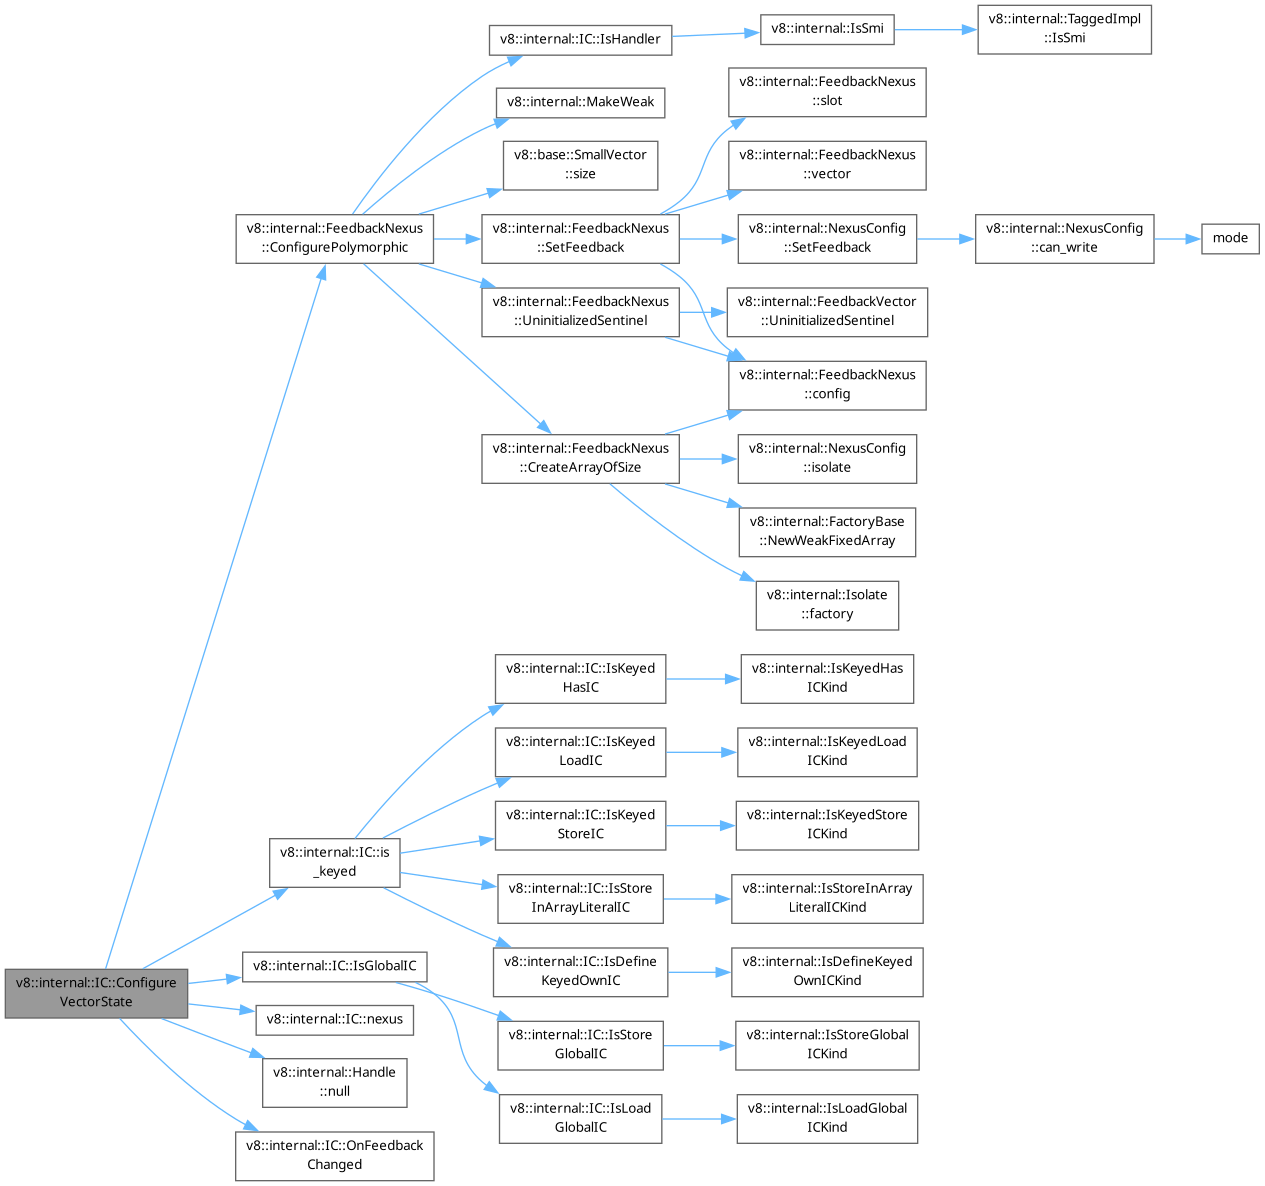 v8::internal::IC::IsHandler
v8::internal::IsSmi
v8::internal::TaggedImpl
::IsSmi
v8::internal::MakeWeak
v8::internal::FeedbackNexus
::slot
v8::base::SmallVector
::size
v8::internal::FeedbackNexus
::vector
v8::internal::FeedbackNexus
::ConfigurePolymorphic
v8::internal::FeedbackNexus
::SetFeedback
v8::internal::NexusConfig
::SetFeedback
v8::internal::NexusConfig
::can_write
mode
v8::internal::FeedbackNexus
::UninitializedSentinel
v8::internal::FeedbackVector
::UninitializedSentinel
v8::internal::FeedbackNexus
::config
v8::internal::FeedbackNexus
::CreateArrayOfSize
v8::internal::NexusConfig
::isolate
v8::internal::FactoryBase
::NewWeakFixedArray
v8::internal::Isolate
::factory
v8::internal::IC::IsKeyed
HasIC
v8::internal::IsKeyedHas
ICKind
v8::internal::IC::IsKeyed
LoadIC
v8::internal::IsKeyedLoad
ICKind
v8::internal::IC::IsKeyed
StoreIC
v8::internal::IsKeyedStore
ICKind
v8::internal::IC::is
_keyed
v8::internal::IC::IsStore
InArrayLiteralIC
v8::internal::IsStoreInArray
LiteralICKind
v8::internal::IC::IsDefine
KeyedOwnIC
v8::internal::IsDefineKeyed
OwnICKind
v8::internal::IC::IsGlobalIC
v8::internal::IC::Configure
VectorState
v8::internal::IC::nexus
v8::internal::IC::IsStore
GlobalIC
v8::internal::IsStoreGlobal
ICKind
v8::internal::Handle
::null
v8::internal::IC::IsLoad
GlobalIC
v8::internal::IsLoadGlobal
ICKind
v8::internal::IC::OnFeedback
Changed